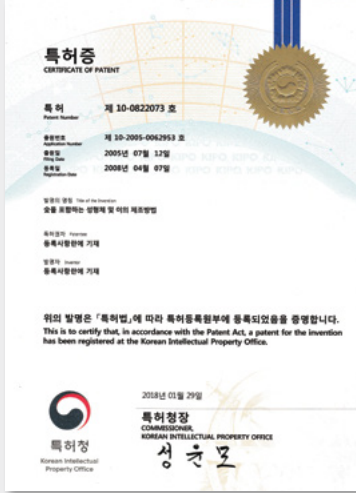 특허증
CERTIFICATE OF PATENT
특 허 제 10-0822073 호
Patent Number
출원번호 제 10-2005-0062953 호
Application Number
출원일 2005년 07월 12일
Filing Date
등록일 2008년 04월 07일
Registration Date
발명의 명칭 Title of the Invention
숯을 포함하는 성형체 및 이의 제조방법
특허권자 Patentee
등록사항란에 기재
발명자 Inventor
등록사항란에 기재
위의 발명은 「특허법」에 따라 특허등록원부에 등록되었음을 증명합니다.
This is to certify that, in accordance with the Patent Act, a patent for the invention
has been registered at the Korean Intellectual Property Office.
2018년 01월 29일
특허청장
COMMISSIONER,
KOREAN INTELLECTUAL PROPERTY OFFICE
성윤모
특허청
Korean Intellectual
Property Office